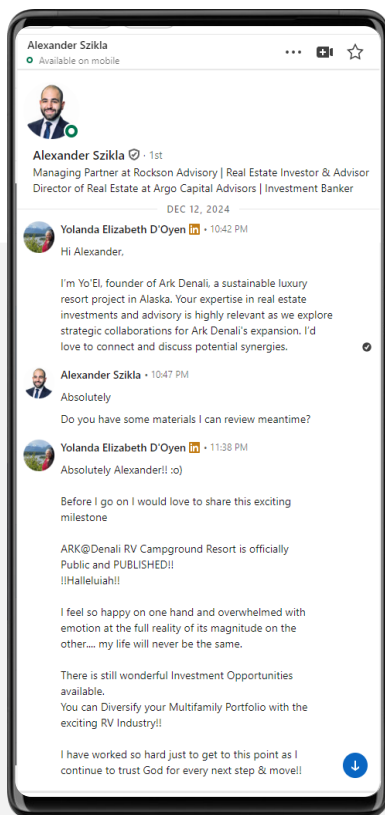 Alexander Szikla
Available on mobile
Alexander Szikla · 1st
Managing Partner at Rockson Advisory | Real Estate Investor & Advisor
Director of Real Estate at Argo Capital Advisors | Investment Banker
DEC 12, 2024
Yolanda Elizabeth D'Oyen in • 10:42 PM
Hi Alexander,
I'm Yo'El, founder of Ark Denali, a sustainable luxury
resort project in Alaska. Your expertise in real estate
investments and advisory is highly relevant as we explore
strategic collaborations for Ark Denali's expansion. I'd
love to connect and discuss potential synergies.
Alexander Szikla • 10:47 PM
Absolutely
Do you have some materials I can review meantime?
Yolanda Elizabeth D'Oyen in • 11:38 PM
Absolutely Alexander!! :o)
Before I go on I would love to share this exciting
milestone
ARK@Denali RV Campground Resort is officially
Public and PUBLISHED!!
!!Halleluiah!!
I feel so happy on one hand and overwhelmed with
emotion at the full reality of its magnitude on the
other.... my life will never be the same.
There is still wonderful Investment Opportunities
available.
You can Diversify your Multifamily Portfolio with the
exciting RV Industry!!
I have worked so hard just to get to this point as I
continue to trust God for every next step & move!!